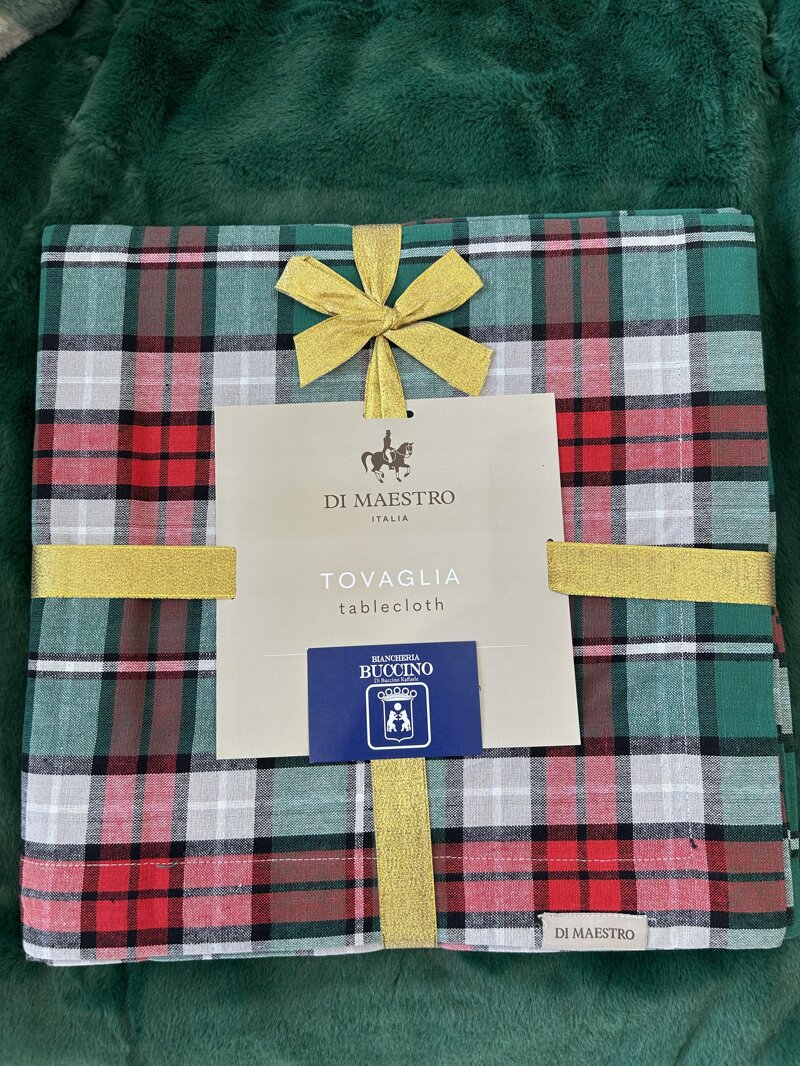 DI MAESTRO
ITALIA
TOVAGLIA
tablecloth
BIANCHERIA
BUCCINO
Di Buccino Raffaele
DI MAESTRO